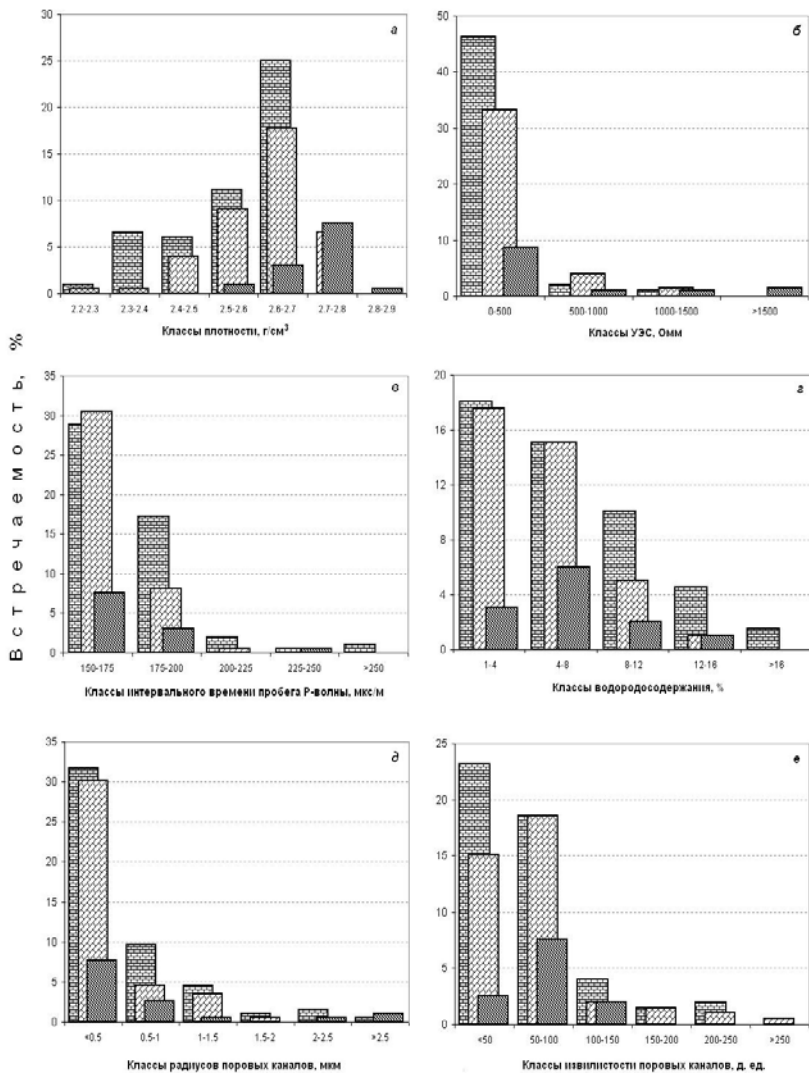 Встречаемость, %
а
30
25
20
15
10
5
0
2.2-2.3 2.3-2.4 2.4-2.5 2.5-2.6 2.6-2.7 2.7-2.8 2.8-2.9
Классы плотности, г/см³
б
50
40
30
20
10
0
0-500 500-1000 1000-1500 >1500
Классы УЭС, Омм
в
35
30
25
20
15
10
5
0
150-175 175-200 200-225 225-250 >250
Классы интервального времени пробега Р-волны, мкс/м
г
20
16
12
8
4
0
1-4 4-8 8-12 12-16 >16
Классы водородосодержания, %
д
35
30
25
20
15
10
5
0
<0.5 0.5-1 1-1.5 1.5-2 2-2.5 >2.5
Классы радиусов поровых каналов, мкм
е
25
20
15
10
5
0
<50 50-100 100-150 150-200 200-250 >250
Классы извилистости поровых каналов, д. ед.